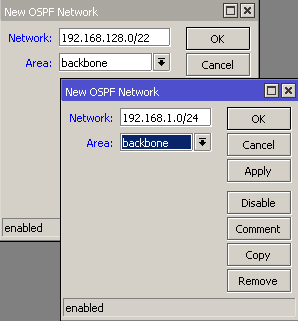 New OSPF Network
Network: 192.168.128.0/22 OK
Area: backbone Cancel
enabled
New OSPF Network
Network: 192.168.1.0/24 OK
Area: backbone Cancel
Apply
Disable
Comment
Copy
Remove
enabled